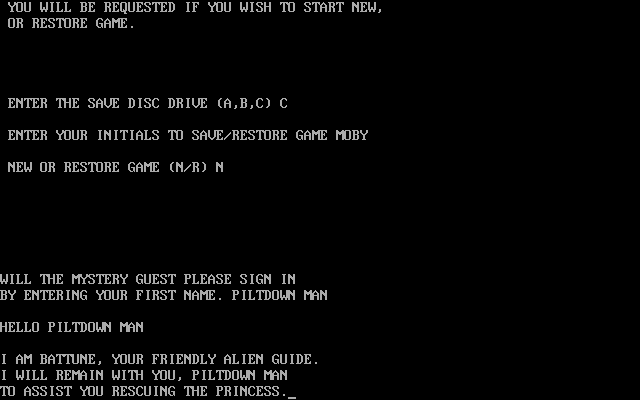 YOU WILL BE REQUESTED IF YOU WISH TO START NEW,
OR RESTORE GAME.
ENTER THE SAVE DISC DRIVE (A,B,C) C
ENTER YOUR INITIALS TO SAVE/RESTORE GAME MOBY
NEW OR RESTORE GAME (N/R) N
WILL THE MYSTERY GUEST PLEASE SIGN IN
BY ENTERING YOUR FIRST NAME. PILTDOWN MAN
HELLO PILTDOWN MAN
I AM BATTUNE, YOUR FRIENDLY ALIEN GUIDE.
I WILL REMAIN WITH YOU, PILTDOWN MAN
TO ASSIST YOU RESCUING THE PRINCESS._